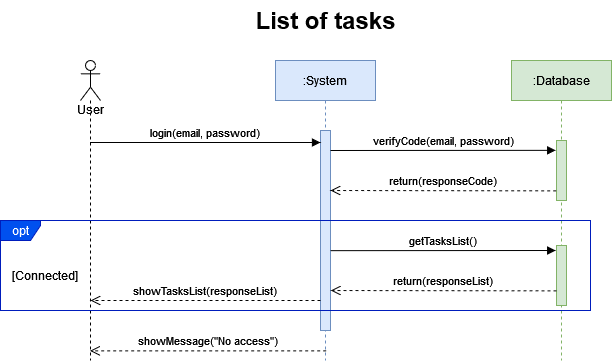 List of tasks
:System
:Database
User
login(email, password)
verifyCode(email, password)
return(responseCode)
opt
getTasksList()
[Connected]
return(responseList)
showTasksList(responseList)
showMessage("No access")